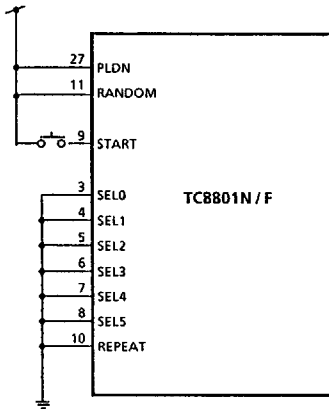 27 PLDN
11 RANDOM
9 START
3 SEL0
4 SEL1
5 SEL2
6 SEL3
7 SEL4
8 SEL5
10 REPEAT
TC8801N / F